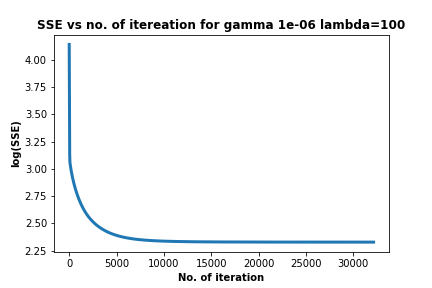 SSE vs no. of itereation for gamma 1e-06 lambda=100
4.00
3.75
3.50
3.25
3.00
2.75
2.50
2.25
log(SSE)
0 5000 10000 15000 20000 25000 30000
No. of iteration